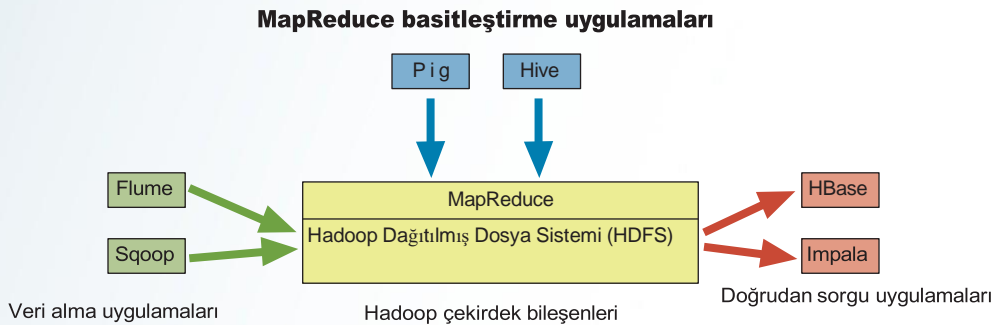 MapReduce basitleştirme uygulamaları
Pig
Hive
Flume
Sqoop
MapReduce
Hadoop Dağıtılmış Dosya Sistemi (HDFS)
HBase
Impala
Veri alma uygulamaları
Hadoop çekirdek bileşenleri
Doğrudan sorgu uygulamaları